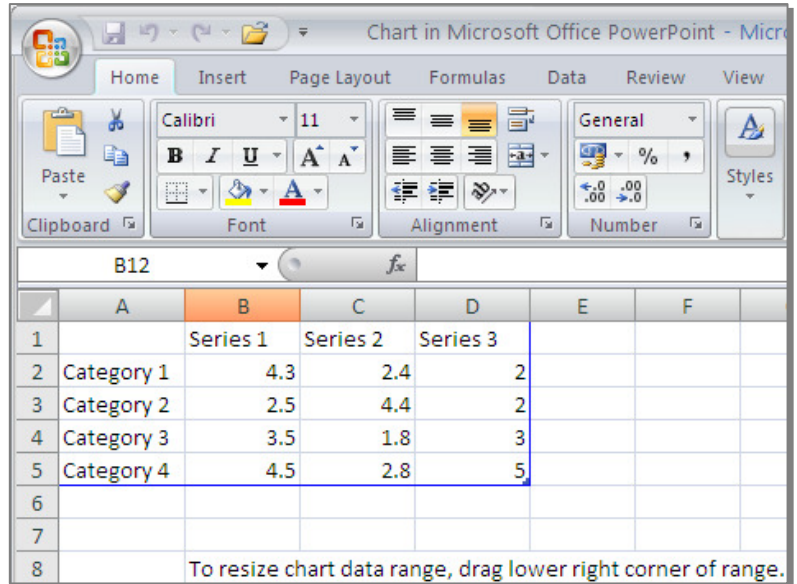 Chart in Microsoft Office PowerPoint - Micr
Home Insert Page Layout Formulas Data Review View
Calibri 11 General
B I U A A % ,
Paste Styles
.0 .00
.00 .0
Clipboard Font Alignment Number
B12 fx
A B C D E F
1 Series 1 Series 2 Series 3
2 Category 1 4.3 2.4 2
3 Category 2 2.5 4.4 2
4 Category 3 3.5 1.8 3
5 Category 4 4.5 2.8 5
6
7
8 To resize chart data range, drag lower right corner of range.